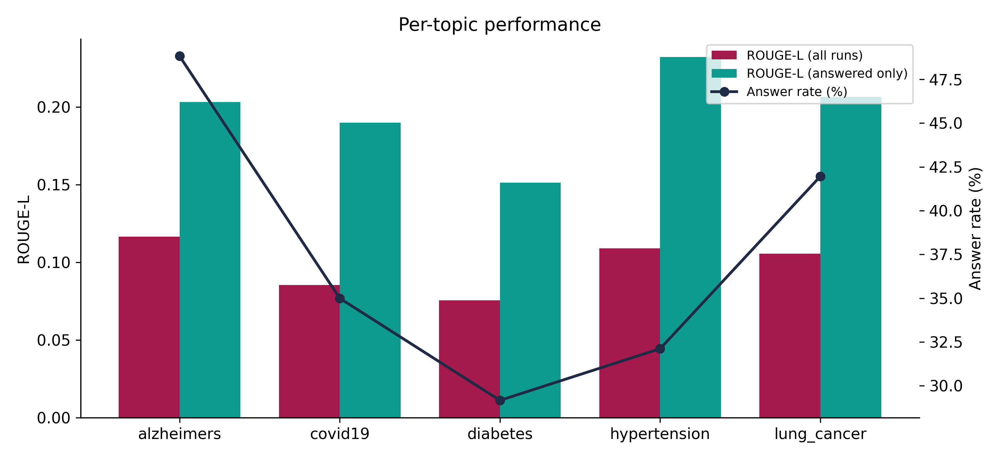 Per-topic performance
ROUGE-L (all runs)
ROUGE-L (answered only)
Answer rate (%)
ROUGE-L
0.20
0.15
0.10
0.05
0.00
47.5
45.0
42.5
40.0
37.5
35.0
32.5
30.0
Answer rate (%)
alzheimers
covid19
diabetes
hypertension
lung_cancer